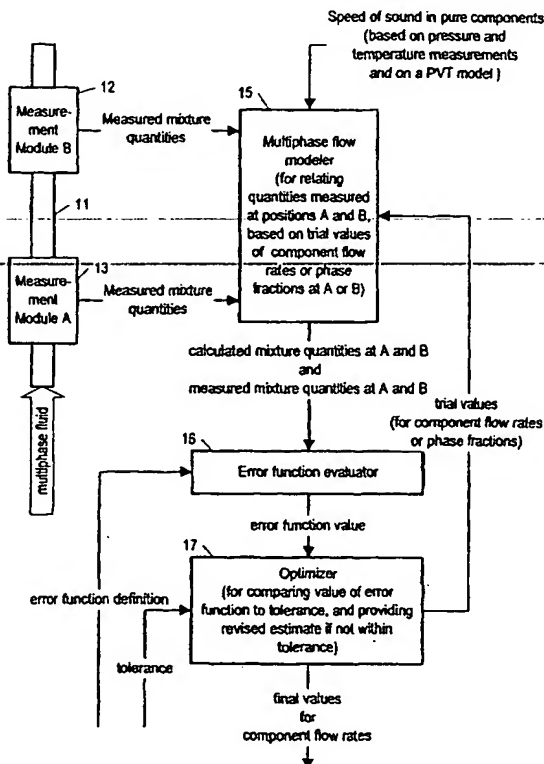 Speed of sound in pure components
(based on pressure and
temperature measurements
and on a PVT model )
12
Measure-
ment
Module B
Measured mixture
quantities
15
Multiphase flow
modeler
(for relating
quantities measured
at positions A and B,
based on trial values
of component flow
rates or phase
fractions at A or B)
11
13
Measure-
ment
Module A
Measured mixture
quantities
multiphase fluid
calculated mixture quantities at A and B
and
measured mixture quantities at A and B
trial values
(for component flow rates
or phase fractions)
16
Error function evaluator
error function value
17
Optimizer
(for comparing value of error
function to tolerance, and providing
revised estimate if not within
tolerance)
error function definition
tolerance
final values
for
component flow rates